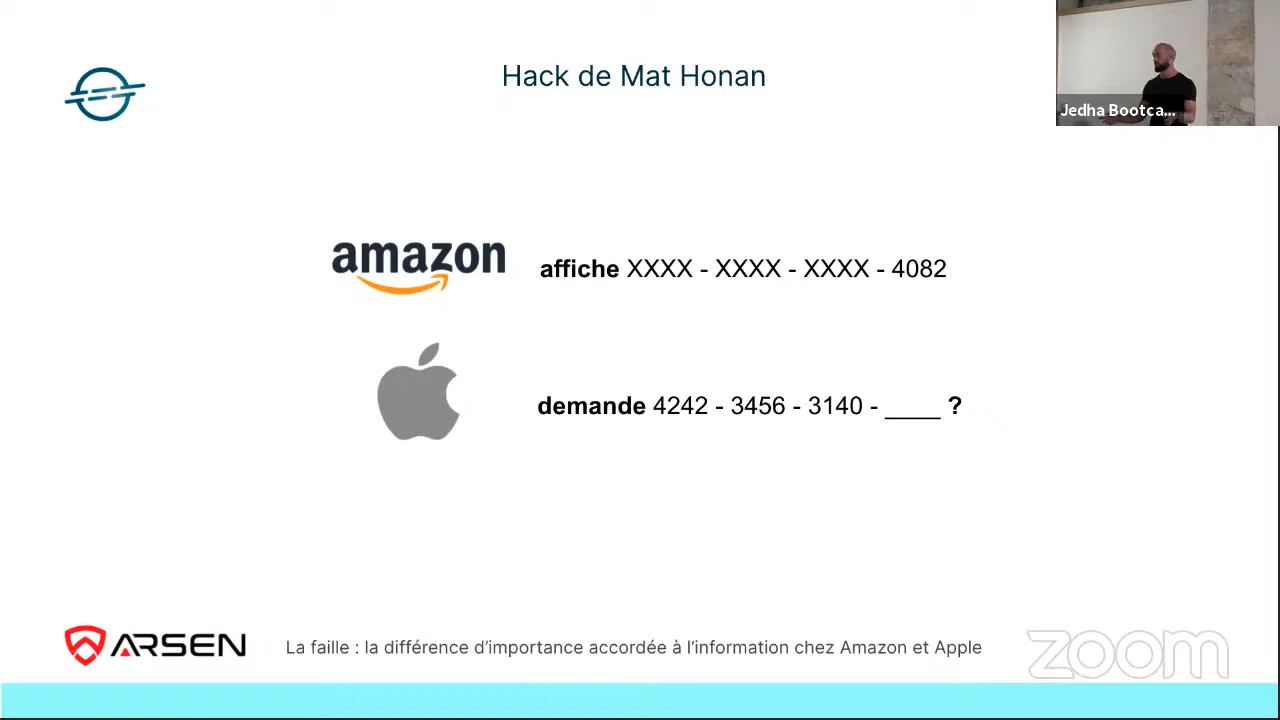 Hack de Mat Honan
Jedha Bootca...
amazon affiche XXXX - XXXX - XXXX - 4082
demande 4242 - 3456 - 3140 - ____ ?
ARSEN
La faille : la différence d'importance accordée à l'information chez Amazon et Apple
zoom